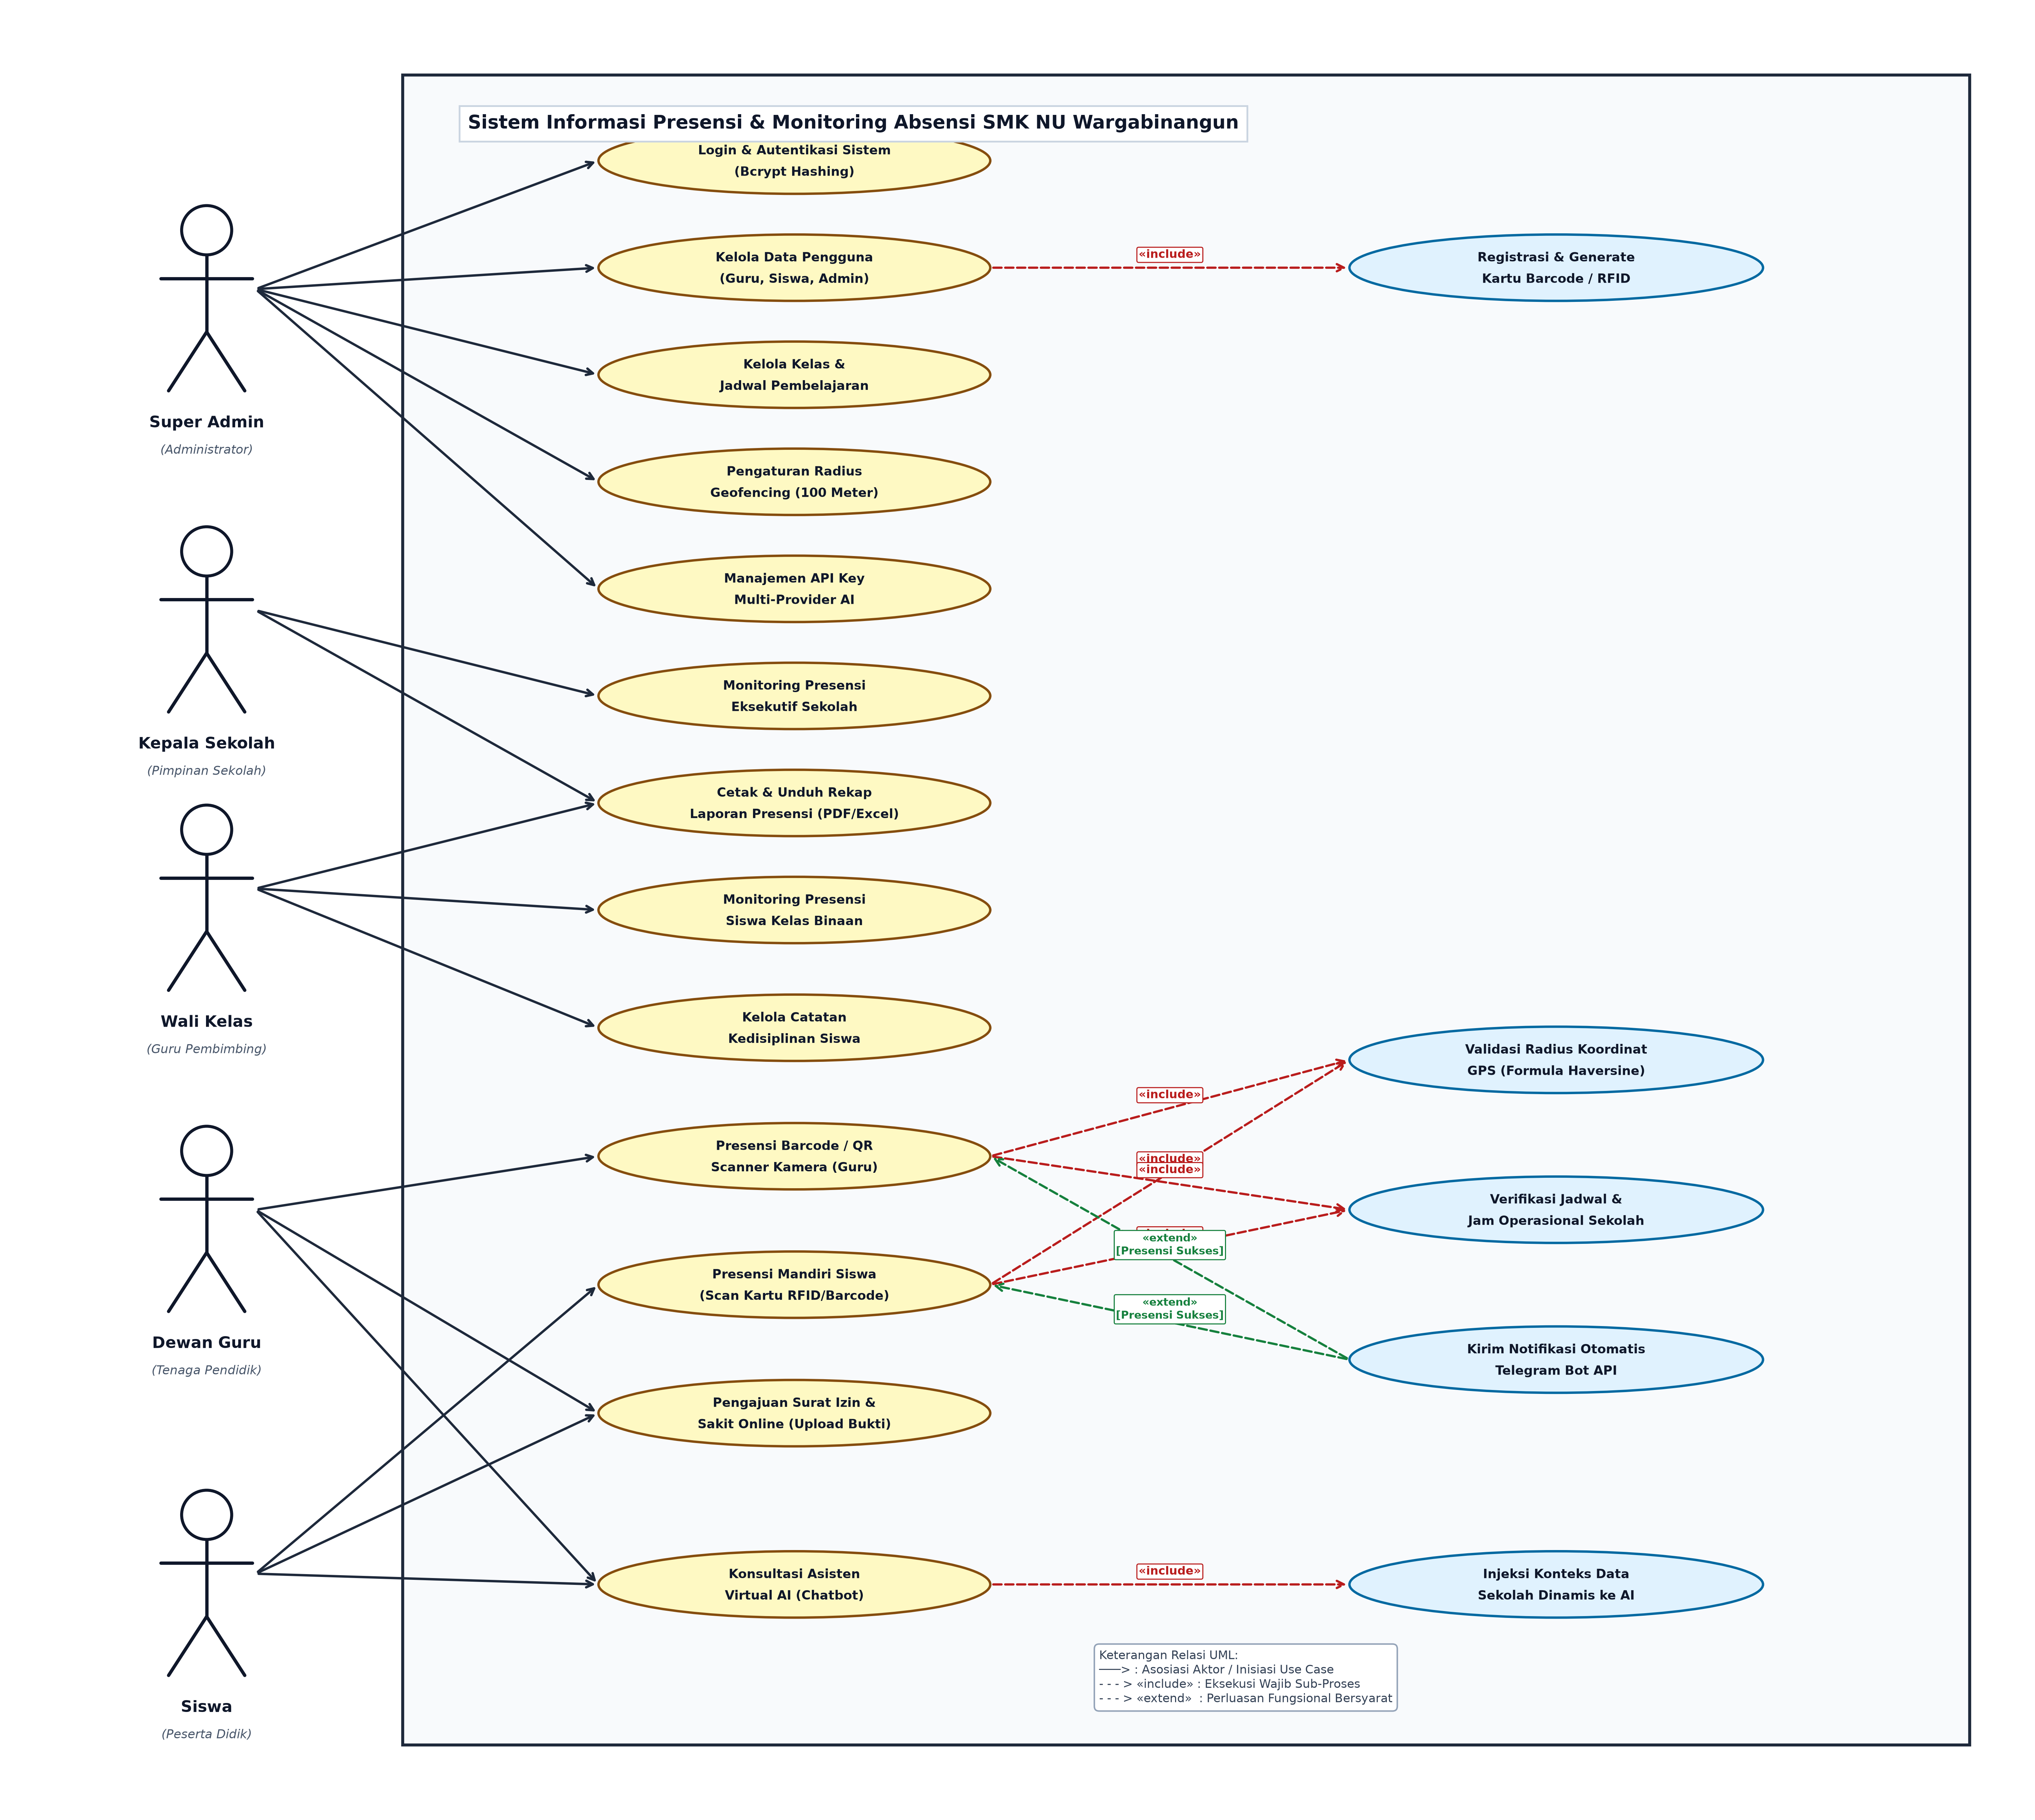 Sistem Informasi Presensi & Monitoring Absensi SMK NU Wargabinangun
Login & Autentikasi Sistem
(Bcrypt Hashing)
Kelola Data Pengguna
(Guru, Siswa, Admin)
«include»
Registrasi & Generate
Kartu Barcode / RFID
Kelola Kelas &
Jadwal Pembelajaran
Super Admin
(Administrator)
Pengaturan Radius
Geofencing (100 Meter)
Manajemen API Key
Multi-Provider AI
Monitoring Presensi
Eksekutif Sekolah
Kepala Sekolah
(Pimpinan Sekolah)
Cetak & Unduh Rekap
Laporan Presensi (PDF/Excel)
Monitoring Presensi
Siswa Kelas Binaan
Wali Kelas
(Guru Pembimbing)
Kelola Catatan
Kedisiplinan Siswa
Validasi Radius Koordinat
GPS (Formula Haversine)
«include»
Presensi Barcode / QR
Scanner Kamera (Guru)
«include»
«include»
Verifikasi Jadwal &
Jam Operasional Sekolah
«extend»
[Presensi Sukses]
Presensi Mandiri Siswa
(Scan Kartu RFID/Barcode)
«extend»
[Presensi Sukses]
Dewan Guru
(Tenaga Pendidik)
Kirim Notifikasi Otomatis
Telegram Bot API
Pengajuan Surat Izin &
Sakit Online (Upload Bukti)
Konsultasi Asisten
Virtual AI (Chatbot)
«include»
Injeksi Konteks Data
Sekolah Dinamis ke AI
Siswa
(Peserta Didik)
Keterangan Relasi UML:
──> : Asosiasi Aktor / Inisiasi Use Case
- - - > «include» : Eksekusi Wajib Sub-Proses
- - - > «extend» : Perluasan Fungsional Bersyarat